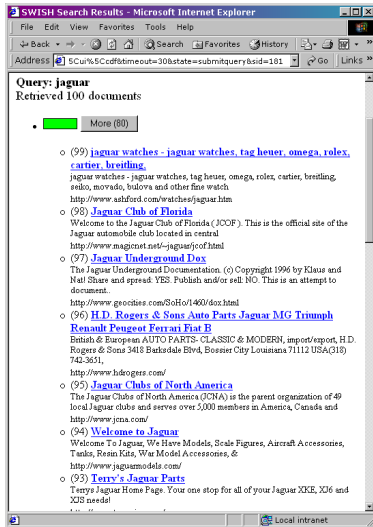 SWISH Search Results - Microsoft Internet Explorer
File Edit View Favorites Tools Help
Back Search Favorites History
Address 5Cui%5Ccdf&timeout=30&state=submitquery&sid=181 Go Links »
Query: jaguar
Retrieved 100 documents
More (80)
(99) jaguar watches - jaguar watches, tag heuer, omega, rolex,
cartier, breitling,
jaguar watches - jaguar watches, tag heuer, omega, rolex, cartier, breitling,
seiko, movado, bulova and other fine watch
http://www.ashford.com/watches/jaguar.htm
(98) Jaguar Club of Florida
Welcome to the Jaguar Club of Florida ( JCOF ). This is the official site of the
Jaguar automobile club located in central
http://www.magicnet.net/~jaguar/jcof.html
(97) Jaguar Underground Dox
The Jaguar Underground Documentation. (c) Copyright 1996 by Klaus and
Nat! Share and spread: YES. Publish and/or sell: NO. This is an attempt to
document..
http://www.geocities.com/SoHo/1460/dox.html
(96) H.D. Rogers & Sons Auto Parts Jaguar MG Triumph
Renault Peugeot Ferrari Fiat B
British & European AUTO PARTS- CLASSIC & MODERN, import/export, H.D.
Rogers & Sons 3418 Barksdale Blvd, Bossier City Louisiana 71112 USA(318)
742-3651,
http://www.hdrogers.com/
(95) Jaguar Clubs of North America
The Jaguar Clubs of North America (JCNA) is the parent organization of 49
local Jaguar clubs and serves over 5,000 members in America, Canada and
http://www.jcna.com/
(94) Welcome to Jaguar
Welcome To Jaguar, We Have Models, Scale Figures, Aircraft Accessories,
Tanks, Resin Kits, War Model Accessories, &
http://www.jaguarmodels.com/
(93) Terry's Jaguar Parts
Terrys Jaguar Home Page. Your one stop for all of your Jaguar XKE, XJ6 and
XJS needs!
Local intranet